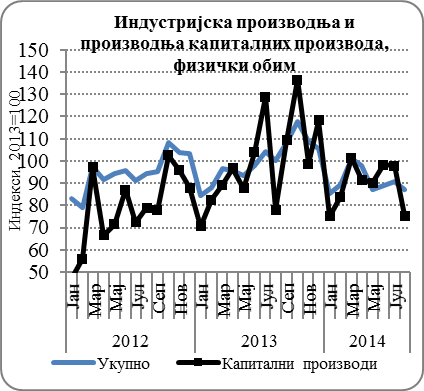 Индустријска производња и
производња капиталних производа,
физички обим
Индекси, 2013=100
150
140
130
120
110
100
90
80
70
60
50
Јан Мар Мај Јул Сеп Нов Јан Мар Мај Јул Сеп Нов Јан Мар Мај Јул
2012 2013 2014
Укупно Капитални производи